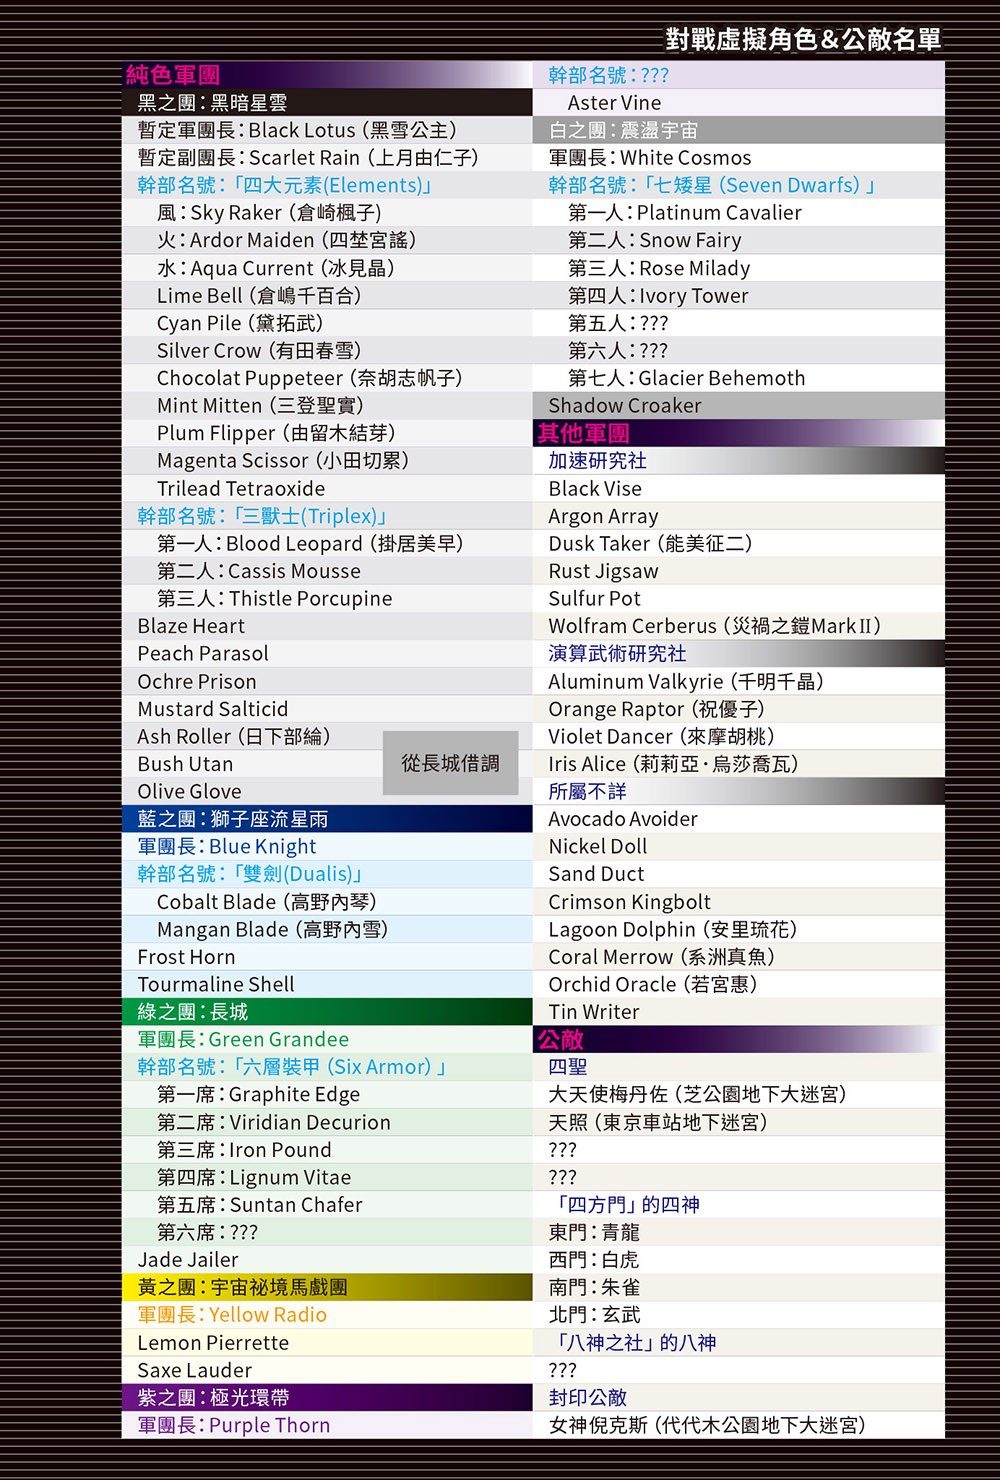 對戰虛擬角色&公敵名單
純色軍團
黑之團：黑暗星雲
暫定軍團長：Black Lotus（黑雪公主）
暫定副團長：Scarlet Rain（上月由仁子）
幹部名號：「四大元素(Elements)」
風：Sky Raker（倉崎楓子)
火：Ardor Maiden（四埜宮謠）
水：Aqua Current（冰見晶）
Lime Bell（倉嶋千百合）
Cyan Pile（黛拓武）
Silver Crow（有田春雪）
Chocolat Puppeteer（奈胡志帆子）
Mint Mitten（三登聖實）
Plum Flipper（由留木結芽）
Magenta Scissor（小田切累）
Trilead Tetraoxide
幹部名號：「三獸士(Triplex)」
第一人：Blood Leopard（掛居美早）
第二人：Cassis Mousse
第三人：Thistle Porcupine
Blaze Heart
Peach Parasol
Ochre Prison
Mustard Salticid
Ash Roller（日下部綸）
Bush Utan
Olive Glove
從長城借調
藍之團：獅子座流星雨
軍團長：Blue Knight
幹部名號：「雙劍(Dualis)」
Cobalt Blade（高野內琴）
Mangan Blade（高野內雪）
Frost Horn
Tourmaline Shell
綠之團：長城
軍團長：Green Grandee
幹部名號：「六層裝甲（Six Armor）」
第一席：Graphite Edge
第二席：Viridian Decurion
第三席：Iron Pound
第四席：Lignum Vitae
第五席：Suntan Chafer
第六席：???
Jade Jailer
黃之團：宇宙祕境馬戲團
軍團長：Yellow Radio
Lemon Pierrette
Saxe Lauder
紫之團：極光環帶
軍團長：Purple Thorn
幹部名號：???
Aster Vine
白之團：震盪宇宙
軍團長：White Cosmos
幹部名號：「七矮星（Seven Dwarfs）」
第一人：Platinum Cavalier
第二人：Snow Fairy
第三人：Rose Milady
第四人：Ivory Tower
第五人：???
第六人：???
第七人：Glacier Behemoth
Shadow Croaker
其他軍團
加速研究社
Black Vise
Argon Array
Dusk Taker（能美征二）
Rust Jigsaw
Sulfur Pot
Wolfram Cerberus（災禍之鎧MarkⅡ）
演算武術研究社
Aluminum Valkyrie（千明千晶）
Orange Raptor（祝優子）
Violet Dancer（來摩胡桃）
Iris Alice（莉莉亞·烏莎喬瓦）
所屬不詳
Avocado Avoider
Nickel Doll
Sand Duct
Crimson Kingbolt
Lagoon Dolphin（安里琉花）
Coral Merrow（系洲真魚）
Orchid Oracle（若宮惠）
Tin Writer
公敵
四聖
大天使梅丹佐（芝公園地下大迷宮）
天照（東京車站地下迷宮）
???
???
「四方門」的四神
東門：青龍
西門：白虎
南門：朱雀
北門：玄武
「八神之社」的八神
???
封印公敵
女神倪克斯（代代木公園地下大迷宮）